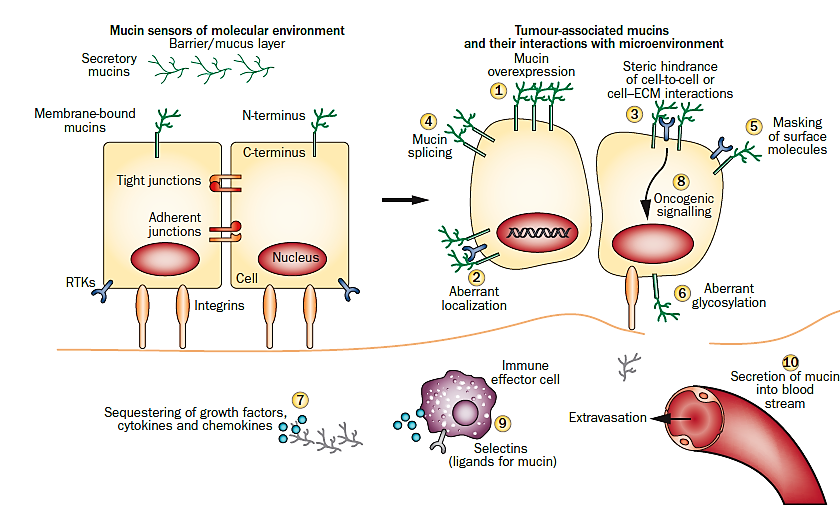 Mucin sensors of molecular environment
Barrier/mucus layer
Secretory
mucins
Membrane-bound
mucins
N-terminus
C-terminus
Tight junctions
Adherent
junctions
Nucleus
RTKs
Cell
Integrins
Tumour-associated mucins
and their interactions with microenvironment
Mucin
overexpression
1
Steric hindrance
of cell-to-cell or
cell–ECM interactions
3
4
Mucin
splicing
5
Masking
of surface
molecules
8
Oncogenic
signalling
2
Aberrant
localization
6
Aberrant
glycosylation
7
Sequestering of growth factors,
cytokines and chemokines
Immune
effector cell
9
Selectins
(ligands for mucin)
10
Secretion of mucin
into blood
stream
Extravasation